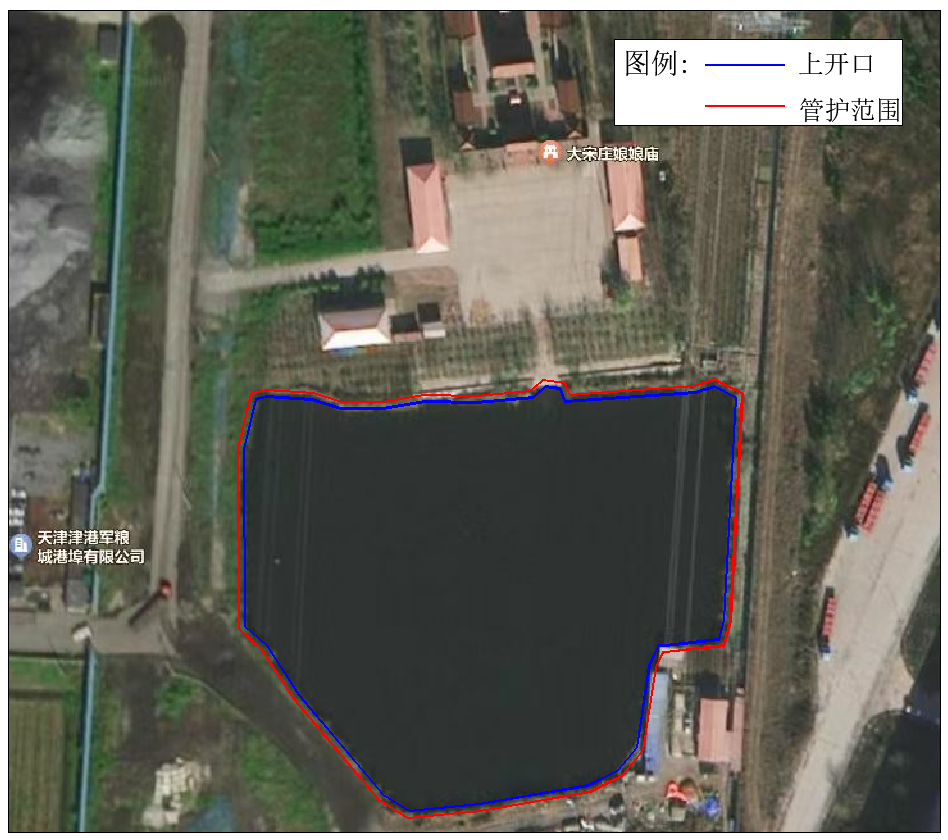 图例:
上开口
管护范围
大宋庄娘娘庙
天津津港军粮
城港埠有限公司